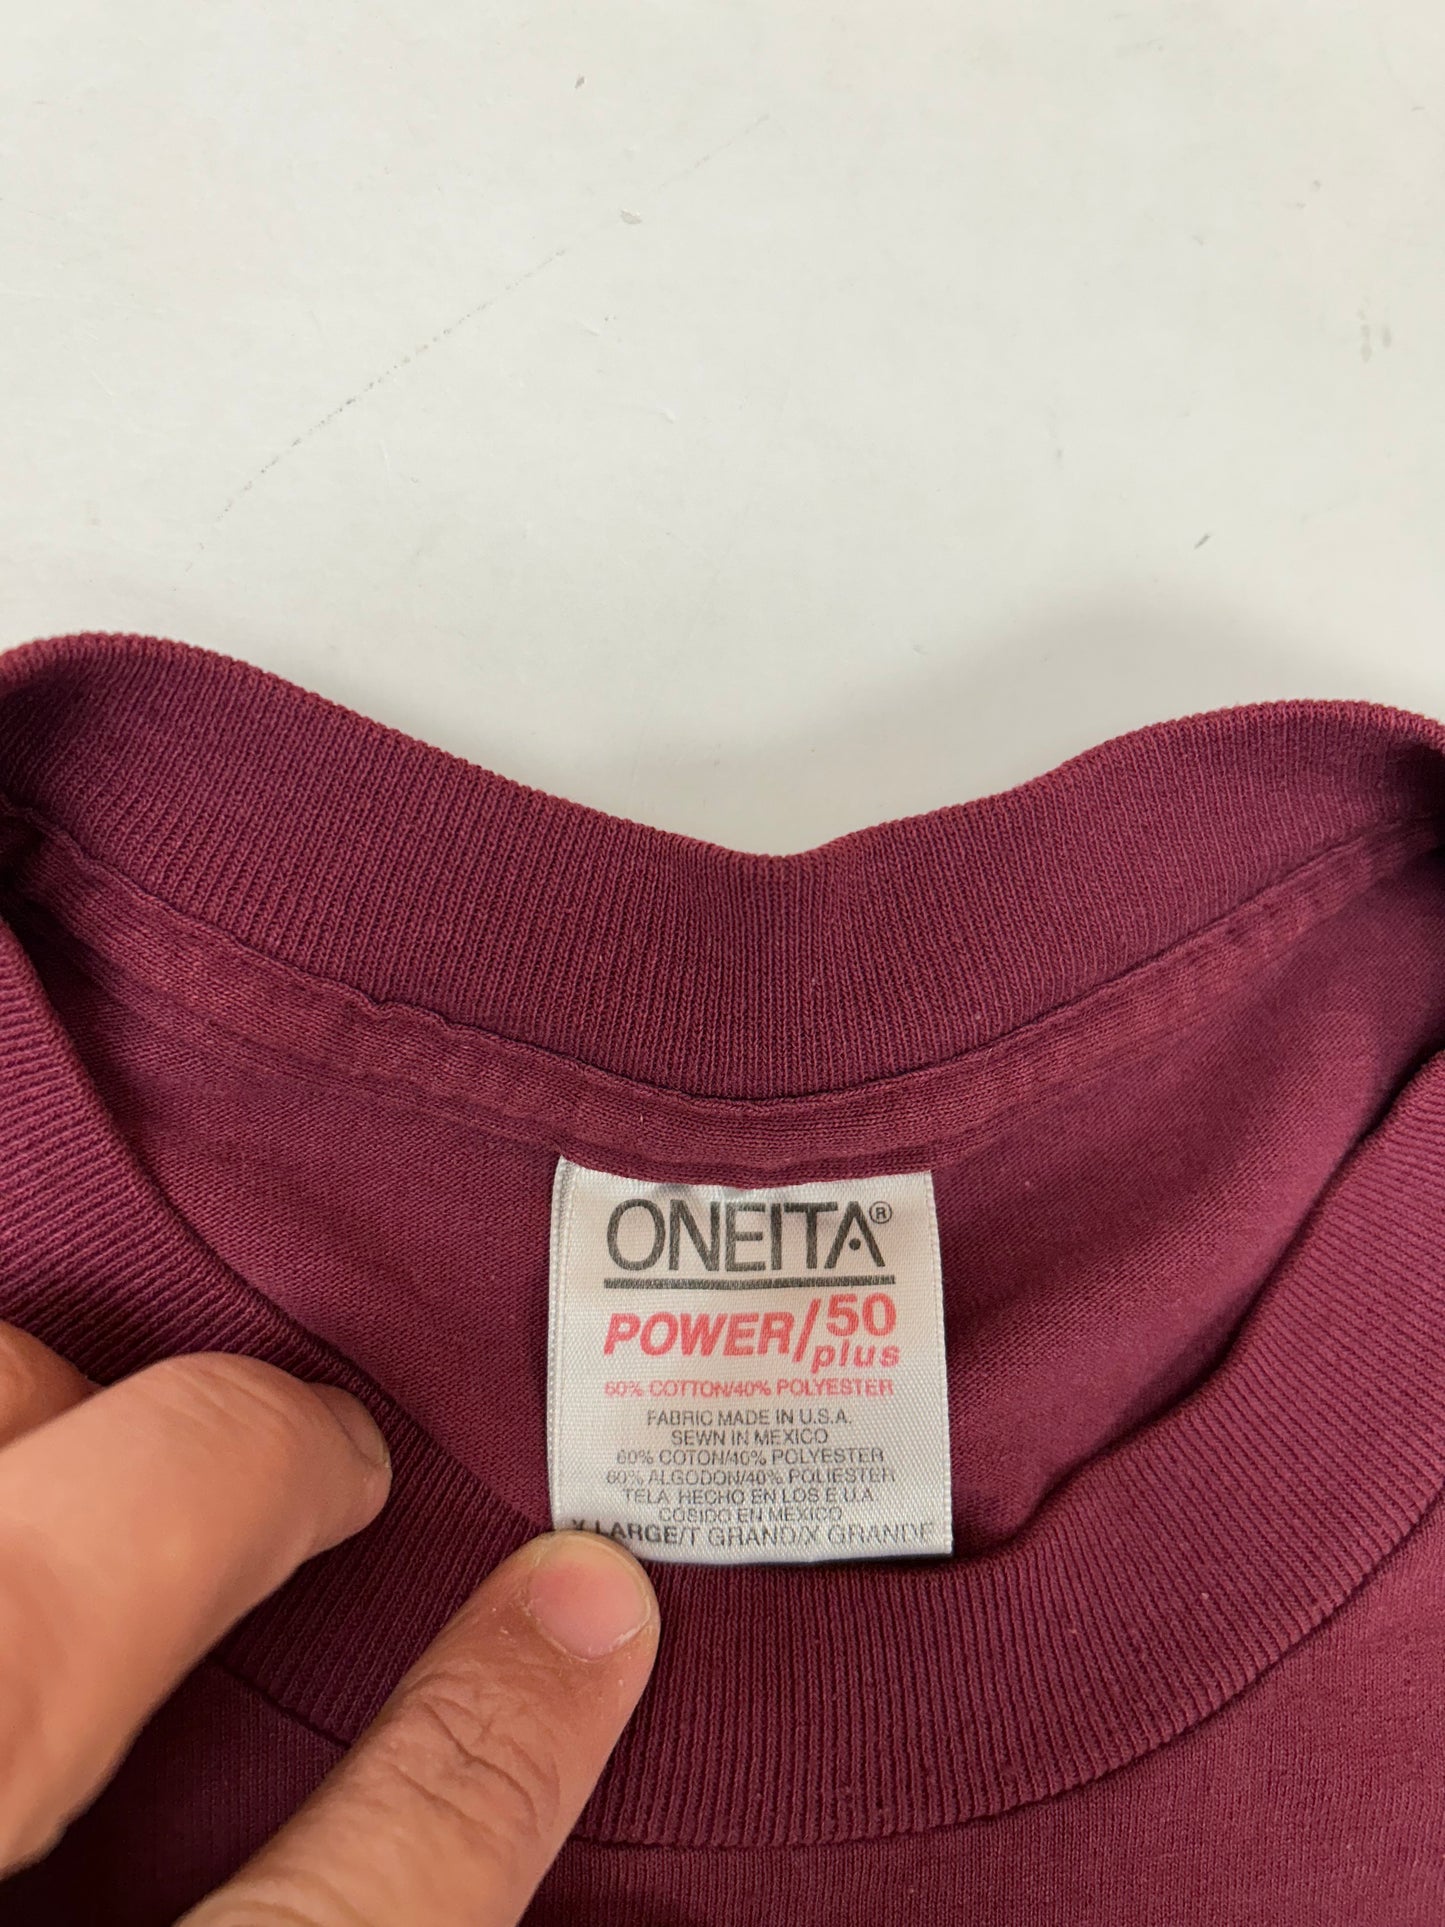 ONEITA®
POWER/50
plus
60% COTTON/40% POLYESTER
FABRIC MADE IN U.S.A.
SEWN IN MEXICO
60% COTON/40% POLYESTER
60% ALGODON/40% POLIESTER
TELA HECHO EN LOS E.U.A.
COSIDO EN MEXICO
X LARGE/T GRAND/X GRANDE